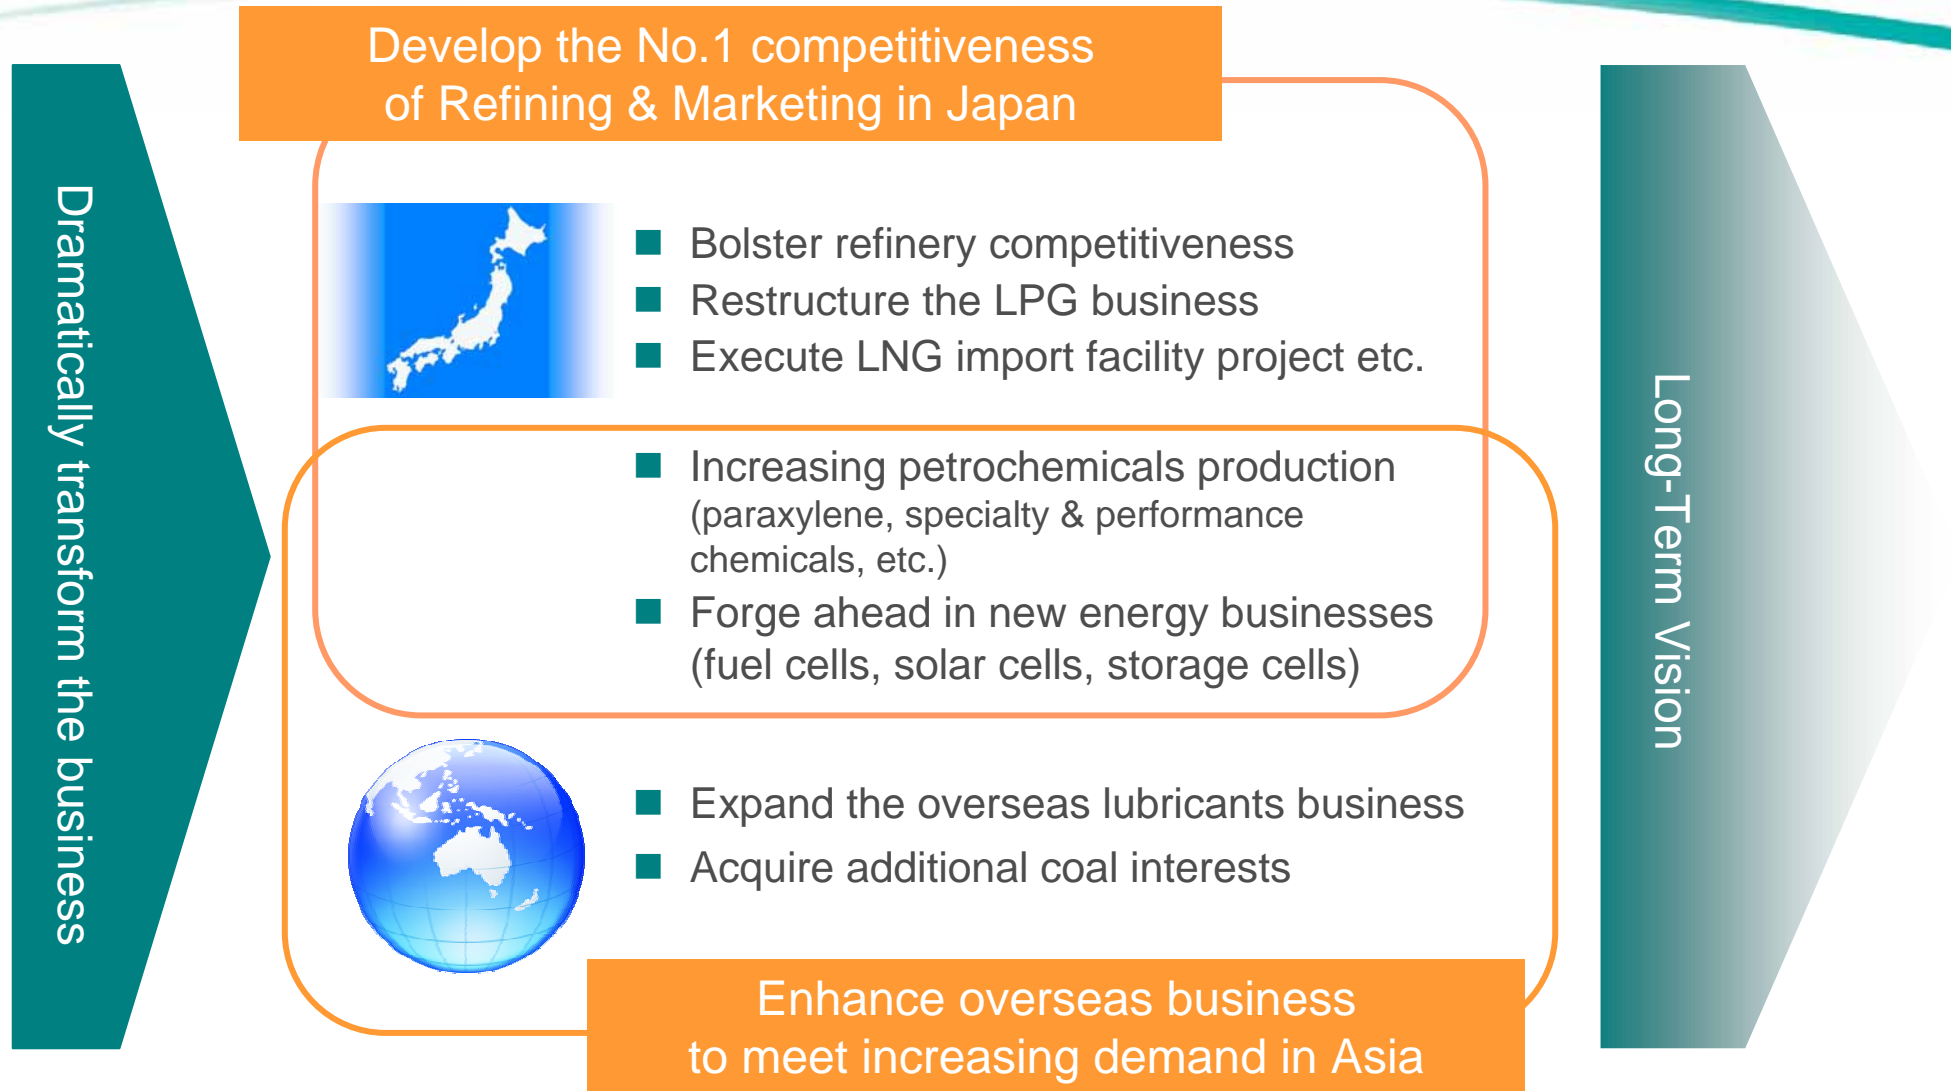 Develop the No.1 competitiveness
of Refining & Marketing in Japan
Dramatically transform the business
■ Bolster refinery competitiveness
■ Restructure the LPG business
■ Execute LNG import facility project etc.
■ Increasing petrochemicals production
(paraxylene, specialty & performance
chemicals, etc.)
■ Forge ahead in new energy businesses
(fuel cells, solar cells, storage cells)
■ Expand the overseas lubricants business
■ Acquire additional coal interests
Enhance overseas business
to meet increasing demand in Asia
Long-Term Vision